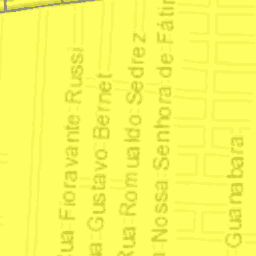 Rua Fioravante Russi
a Gustavo Bernet
Rua Romualdo Sedrez
a Nossa Senhora de Fátim
Guanabara